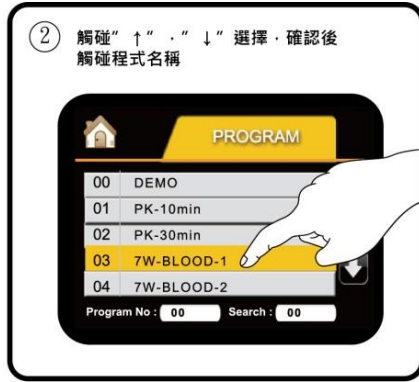 2 觸碰"↑"．"↓"選擇．確認後
觸碰程式名稱
PROGRAM
00 DEMO
01 PK-10min
02 PK-30min
03 7W-BLOOD-1
04 7W-BLOOD-2
Program No : 00 Search : 00